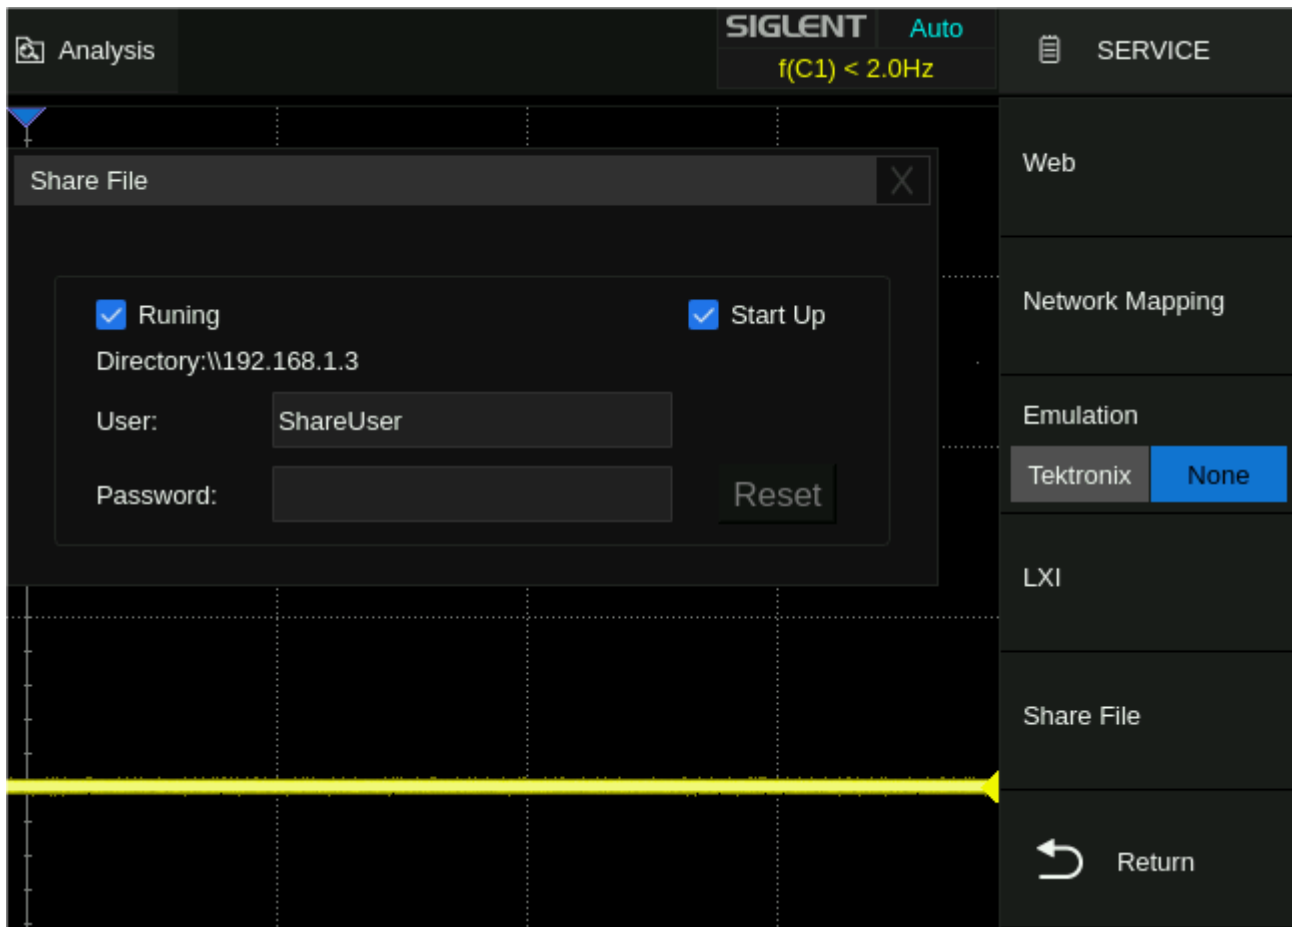 Analysis
SIGLENT Auto
f(C1) < 2.0Hz
SERVICE
Share File X
Runing Start Up
Directory:\\192.168.1.3
User: ShareUser
Password: Reset
Web
Network Mapping
Emulation
Tektronix None
LXI
Share File
Return